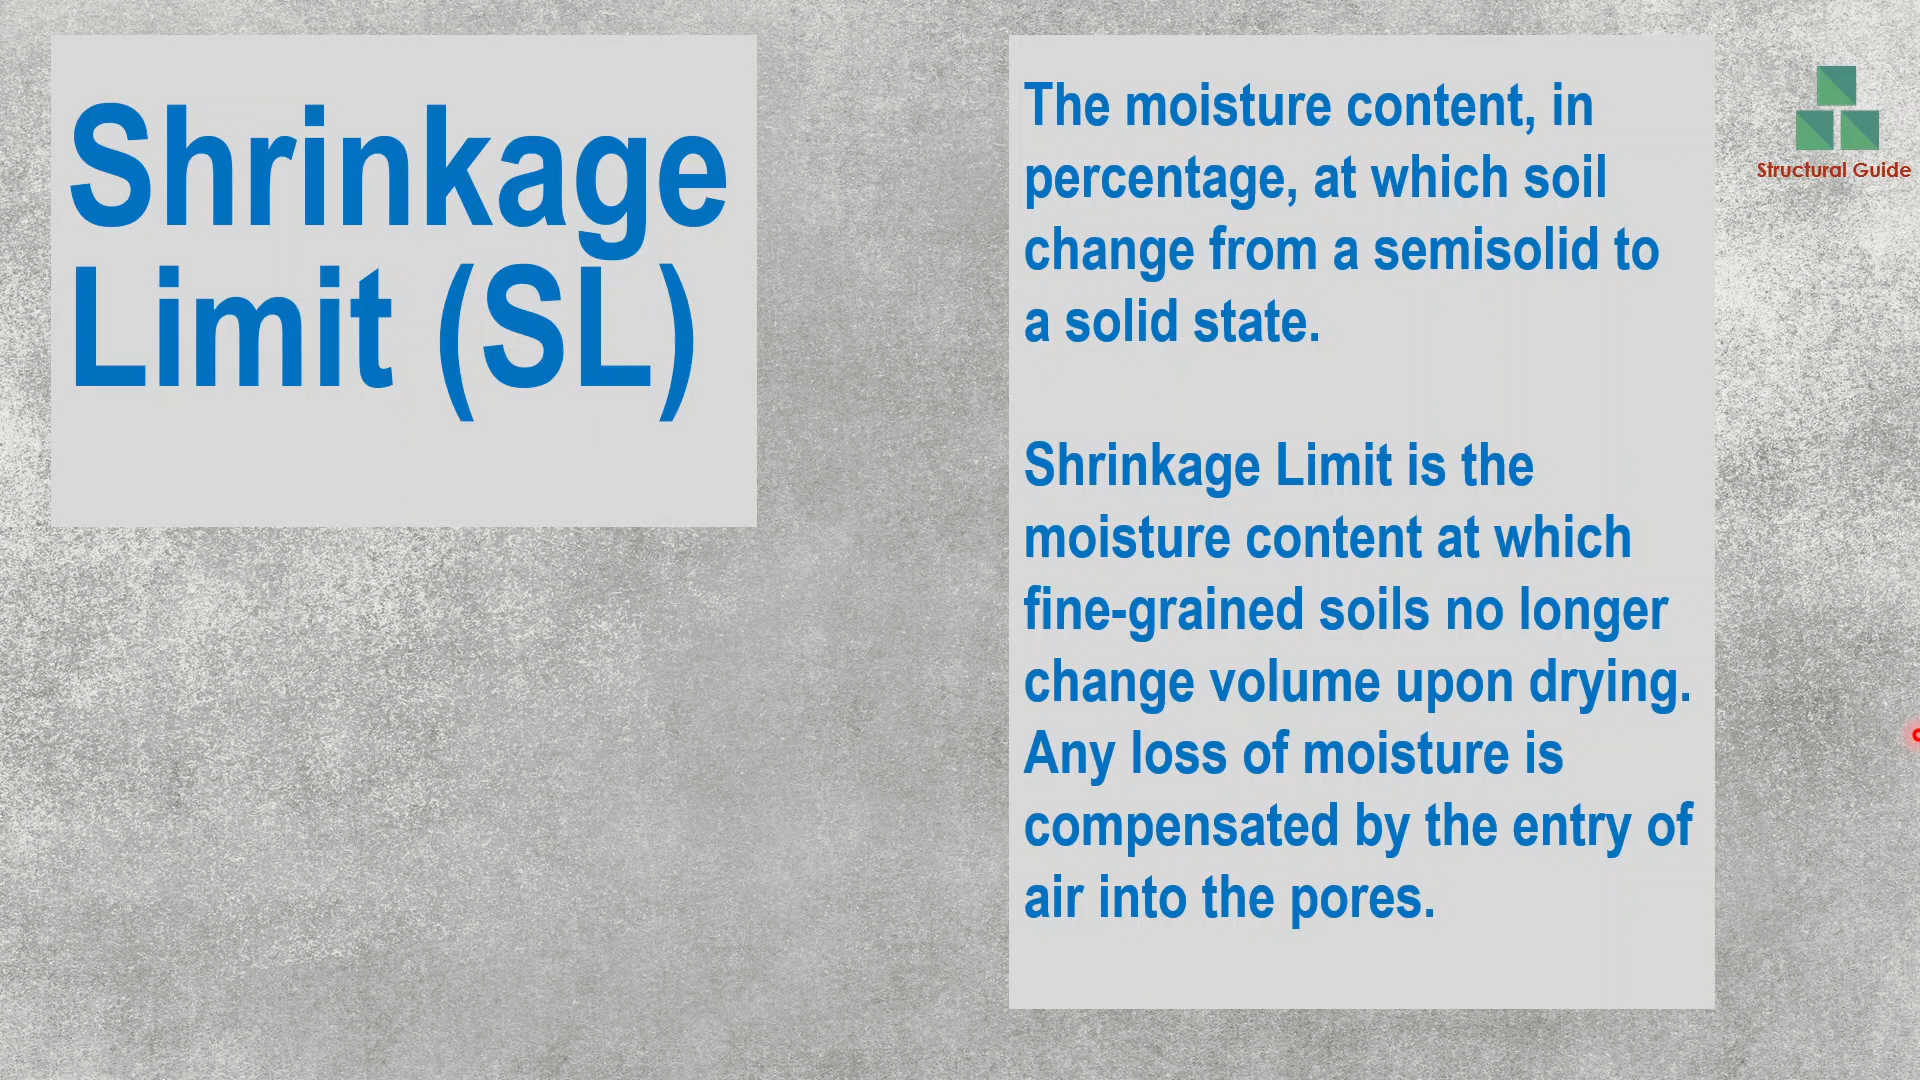 Shrinkage
Limit (SL)
The moisture content, in
percentage, at which soil
change from a semisolid to
a solid state.
Shrinkage Limit is the
moisture content at which
fine-grained soils no longer
change volume upon drying.
Any loss of moisture is
compensated by the entry of
air into the pores.
Structural Guide